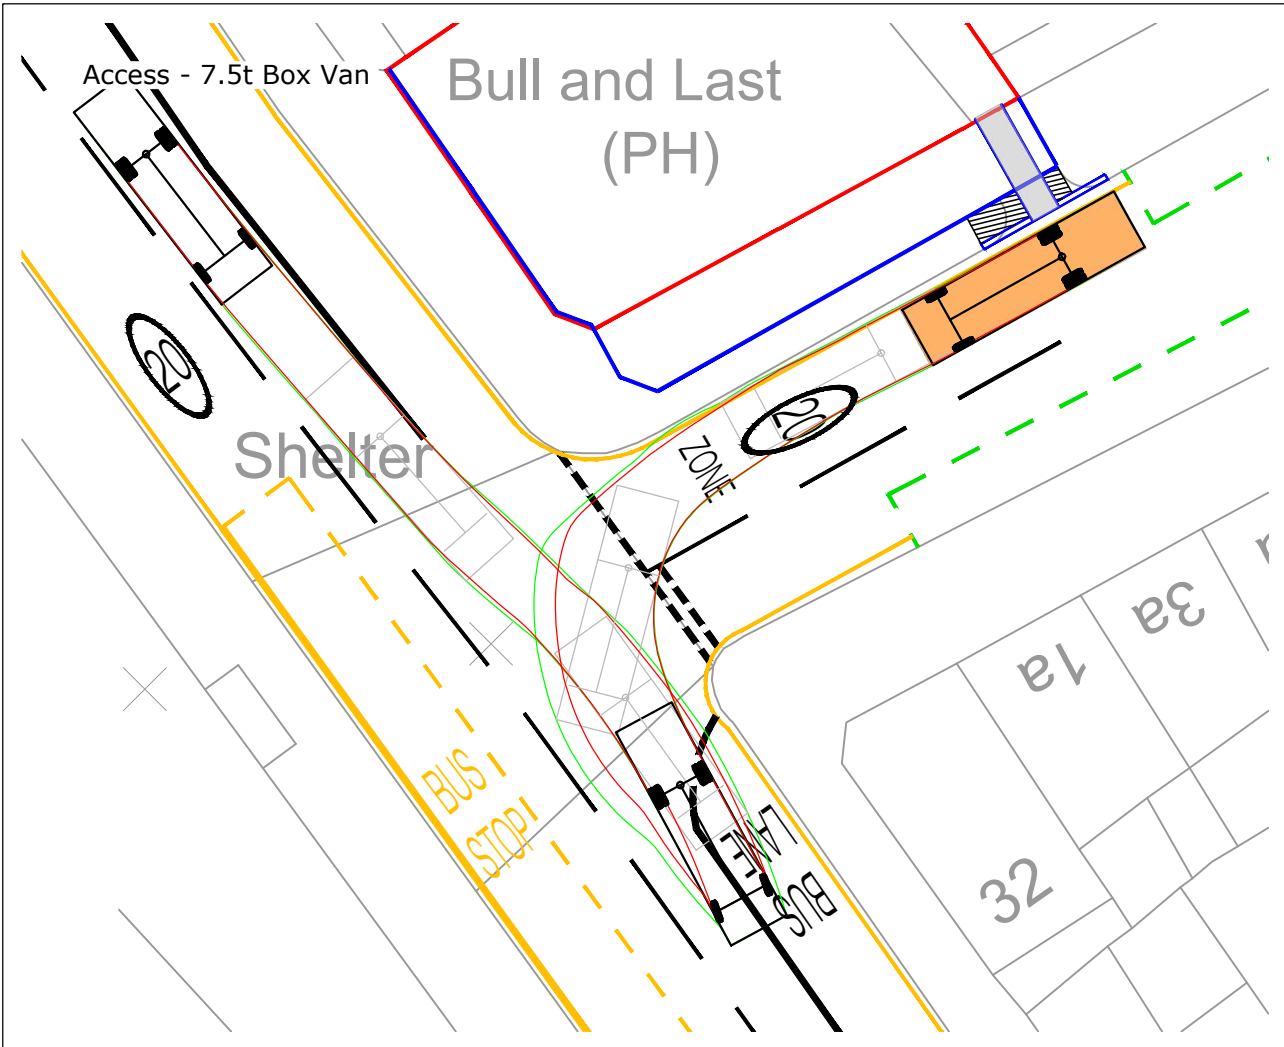 Access - 7.5t Box Van
Bull and Last
(PH)
20
Shelter
20
ZONE
3a
1a
BUS
STOP
LANE
BUS
32